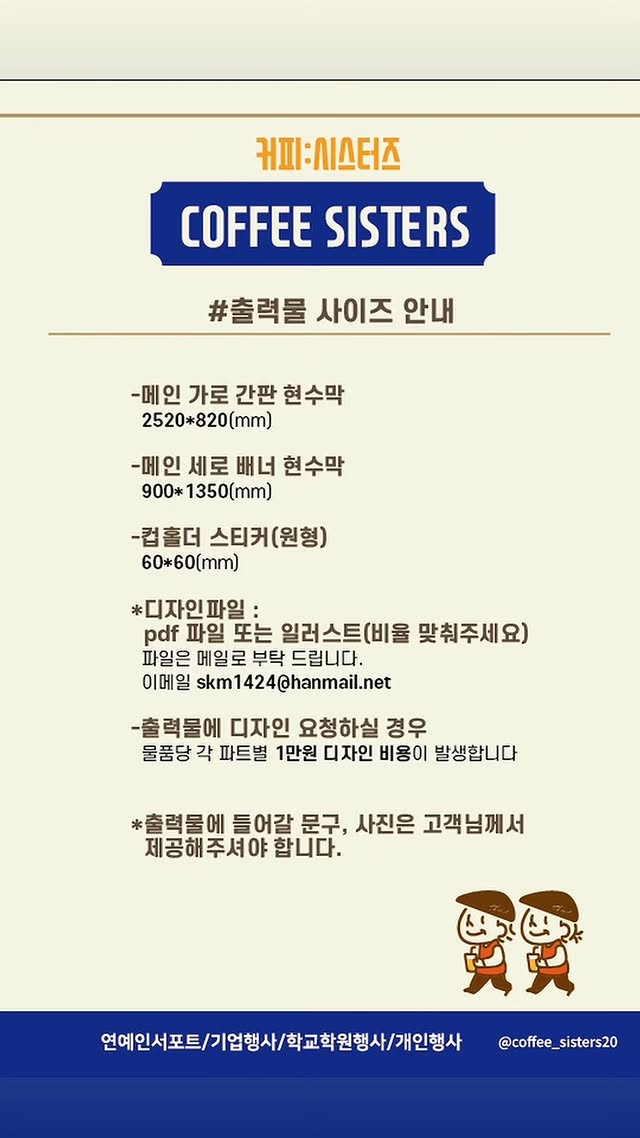 커피:시스터즈
COFFEE SISTERS
#출력물 사이즈 안내
-메인 가로 간판 현수막
2520*820(mm)
-메인 세로 배너 현수막
900*1350(mm)
-컵홀더 스티커(원형)
60*60(mm)
*디자인파일 :
pdf 파일 또는 일러스트(비율 맞춰주세요)
파일은 메일로 부탁 드립니다.
이메일 skm1424@hanmail.net
-출력물에 디자인 요청하실 경우
물품당 각 파트별 1만원 디자인 비용이 발생합니다
*출력물에 들어갈 문구, 사진은 고객님께서
제공해주셔야 합니다.
연예인서포트/기업행사/학교학원행사/개인행사 @coffee_sisters20